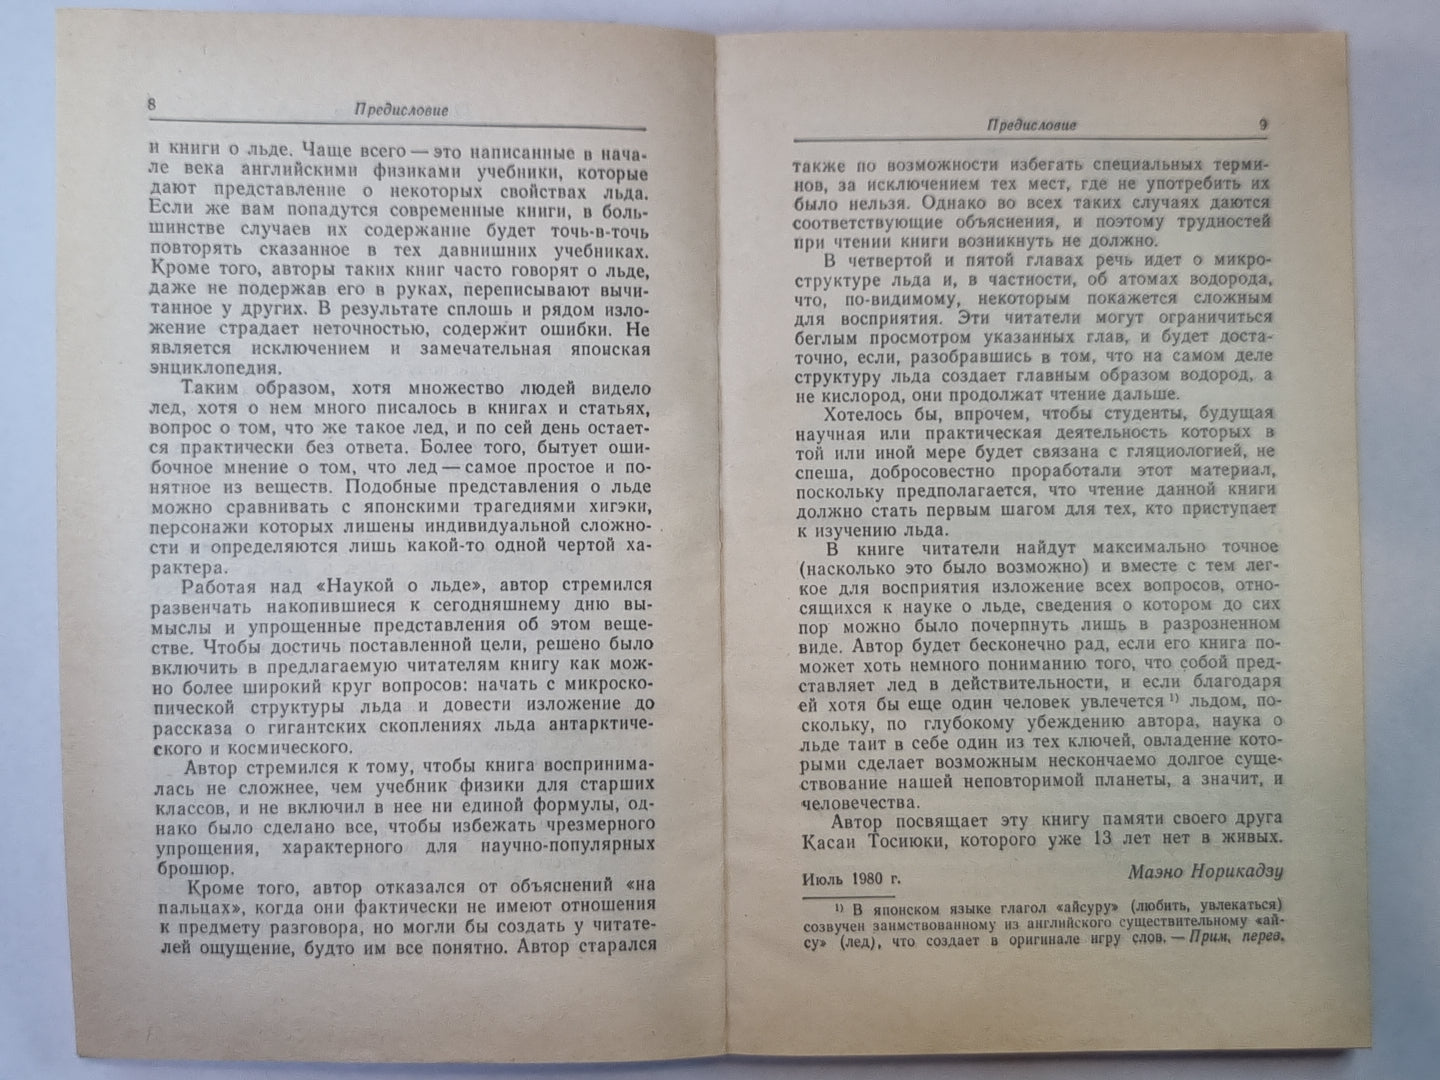 8
Предисловие
и книги о льде. Чаще всего — это написанные в нача-
ле века английскими физиками учебники, которые
дают представление о некоторых свойствах льда.
Если же вам попадутся современные книги, в боль-
шинстве случаев их содержание будет точь-в-точь
повторять сказанное в тех давнишних учебниках.
Кроме того, авторы таких книг часто говорят о льде,
даже не подержав его в руках, переписывают вычи-
танное у других. В результате сплошь и рядом изло-
жение страдает неточностью, содержит ошибки. Не
является исключением и замечательная японская
энциклопедия.
Таким образом, хотя множество людей видело
лед, хотя о нем много писалось в книгах и статьях,
вопрос о том, что же такое лед, и по сей день остает-
ся практически без ответа. Более того, бытует оши-
бочное мнение о том, что лед — самое простое и по-
нятное из веществ. Подобные представления о льде
можно сравнивать с японскими трагедиями хигэки,
персонажи которых лишены индивидуальной сложно-
сти и определяются лишь какой-то одной чертой ха-
рактера.
Работая над «Наукой о льде», автор стремился
развенчать накопившиеся к сегодняшнему дню вы-
мыслы и упрощенные представления об этом веще-
стве. Чтобы достичь поставленной цели, решено было
включить в предлагаемую читателям книгу как мож-
но более широкий круг вопросов: начать с микроско-
пической структуры льда и довести изложение до
рассказа о гигантских скоплениях льда антарктиче-
ского и космического.
Автор стремился к тому, чтобы книга воспринима-
лась не сложнее, чем учебник физики для старших
классов, и не включил в нее ни единой формулы, од-
нако было сделано все, чтобы избежать чрезмерного
упрощения, характерного для научно-популярных
брошюр.
Кроме того, автор отказался от объяснений «на
пальцах», когда они фактически не имеют отношения
к предмету разговора, но могли бы создать у читате-
лей ощущение, будто им все понятно. Автор старался
Предисловие
9
также по возможности избегать специальных терми-
нов, за исключением тех мест, где не употребить их
было нельзя. Однако во всех таких случаях даются
соответствующие объяснения, и поэтому трудностей
при чтении книги возникнуть не должно.
В четвертой и пятой главах речь идет о микро-
структуре льда и, в частности, об атомах водорода,
что, по-видимому, некоторым покажется сложным
для восприятия. Эти читатели могут ограничиться
беглым просмотром указанных глав, и будет доста-
точно, если, разобравшись в том, что на самом деле
структуру льда создает главным образом водород, а
не кислород, они продолжат чтение дальше.
Хотелось бы, впрочем, чтобы студенты, будущая
научная или практическая деятельность которых в
той или иной мере будет связана с гляциологией, не
спеша, добросовестно проработали этот материал,
поскольку предполагается, что чтение данной книги
должно стать первым шагом для тех, кто приступает
к изучению льда.
В книге читатели найдут максимально точное
(насколько это было возможно) и вместе с тем лег-
кое для восприятия изложение всех вопросов, отно-
сящихся к науке о льде, сведения о котором до сих
пор можно было почерпнуть лишь в разрозненном
виде. Автор будет бесконечно рад, если его книга по-
может хоть немного пониманию того, что собой пред-
ставляет лед в действительности, и если благодаря
ей хотя бы еще один человек увлечется ¹⁾ льдом, по-
скольку, по глубокому убеждению автора, наука о
льде таит в себе один из тех ключей, овладение кото-
рыми сделает возможным нескончаемо долгое суще-
ствование нашей неповторимой планеты, а значит, и
человечества.
Автор посвящает эту книгу памяти своего друга
Касаи Тосиюки, которого уже 13 лет нет в живых.
Июль 1980 г.
Маэно Норикадзу
¹⁾ В японском языке глагол «айсуру» (любить, увлекаться)
созвучен заимствованному из английского существительному «ай-
су» (лед), что создает в оригинале игру слов. — Прим. перев.